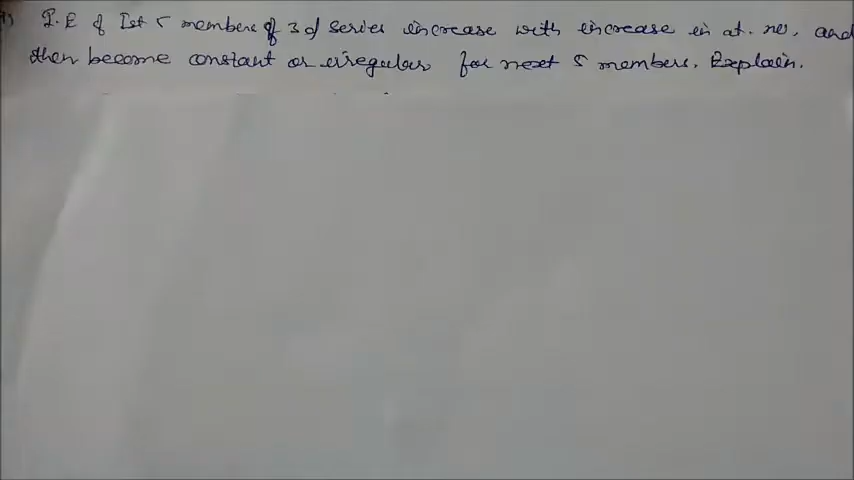 I.E of Ist 5 members of 3 d series increase with increase in at. no. and
then become constant or irregular for next 5 members. Explain.